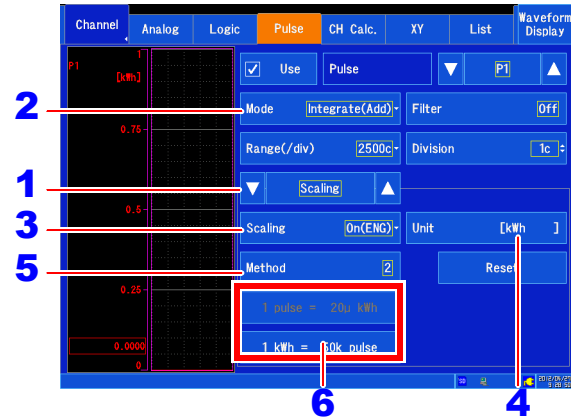 Channel Analog Logic Pulse CH Calc. XY List Waveform Display
P1 1 [kWh]
Use Pulse P1
2 Mode Integrate(Add) Filter Off
0.75
Range(/div) 2500c Division 1c
1 Scaling
0.5
3 Scaling On(ENG) Unit [kWh ]
5 Method 2 Reset
0.25
1 pulse = 20μ kWh
0.0000 1 kWh = 50k pulse
0
6 4